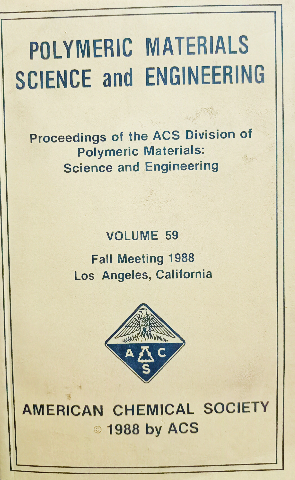 POLYMERIC MATERIALS
SCIENCE and ENGINEERING
Proceedings of the ACS Division of
Polymeric Materials:
Science and Engineering
VOLUME 59
Fall Meeting 1988
Los Angeles, California
A C
S
AMERICAN CHEMICAL SOCIETY
© 1988 by ACS